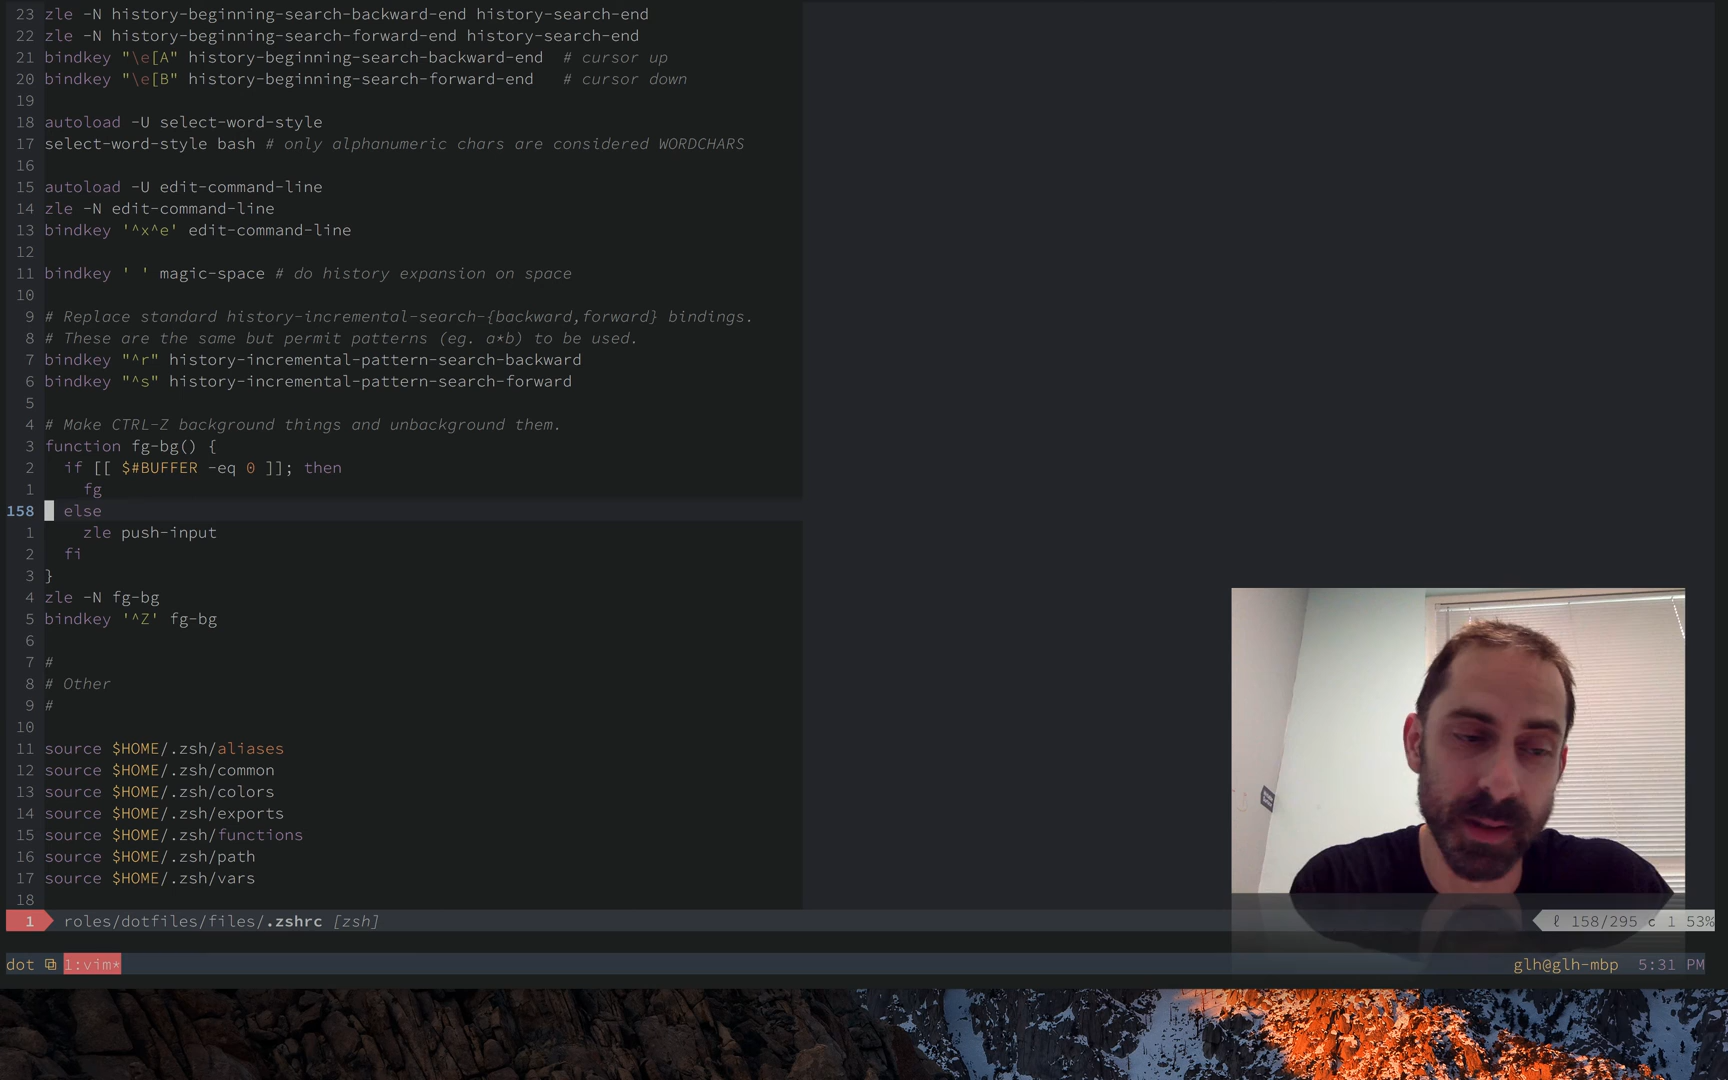 23 zle -N history-beginning-search-backward-end history-search-end
22 zle -N history-beginning-search-forward-end history-search-end
21 bindkey "\e[A" history-beginning-search-backward-end  # cursor up
20 bindkey "\e[B" history-beginning-search-forward-end   # cursor down
19
18 autoload -U select-word-style
17 select-word-style bash # only alphanumeric chars are considered WORDCHARS
16
15 autoload -U edit-command-line
14 zle -N edit-command-line
13 bindkey '^x^e' edit-command-line
12
11 bindkey ' ' magic-space # do history expansion on space
10
9 # Replace standard history-incremental-search-{backward,forward} bindings.
8 # These are the same but permit patterns (eg. a*b) to be used.
7 bindkey "^r" history-incremental-pattern-search-backward
6 bindkey "^s" history-incremental-pattern-search-forward
5
4 # Make CTRL-Z background things and unbackground them.
3 function fg-bg() {
2   if [[ $#BUFFER -eq 0 ]]; then
1     fg
158   else
1     zle push-input
2   fi
3 }
4 zle -N fg-bg
5 bindkey '^Z' fg-bg
6
7 #
8 # Other
9 #
10
11 source $HOME/.zsh/aliases
12 source $HOME/.zsh/common
13 source $HOME/.zsh/colors
14 source $HOME/.zsh/exports
15 source $HOME/.zsh/functions
16 source $HOME/.zsh/path
17 source $HOME/.zsh/vars
18
1 roles/dotfiles/files/.zshrc [zsh] ℓ 158/295 c 1 53%
dot 1:vim* glh@glh-mbp 5:31 PM